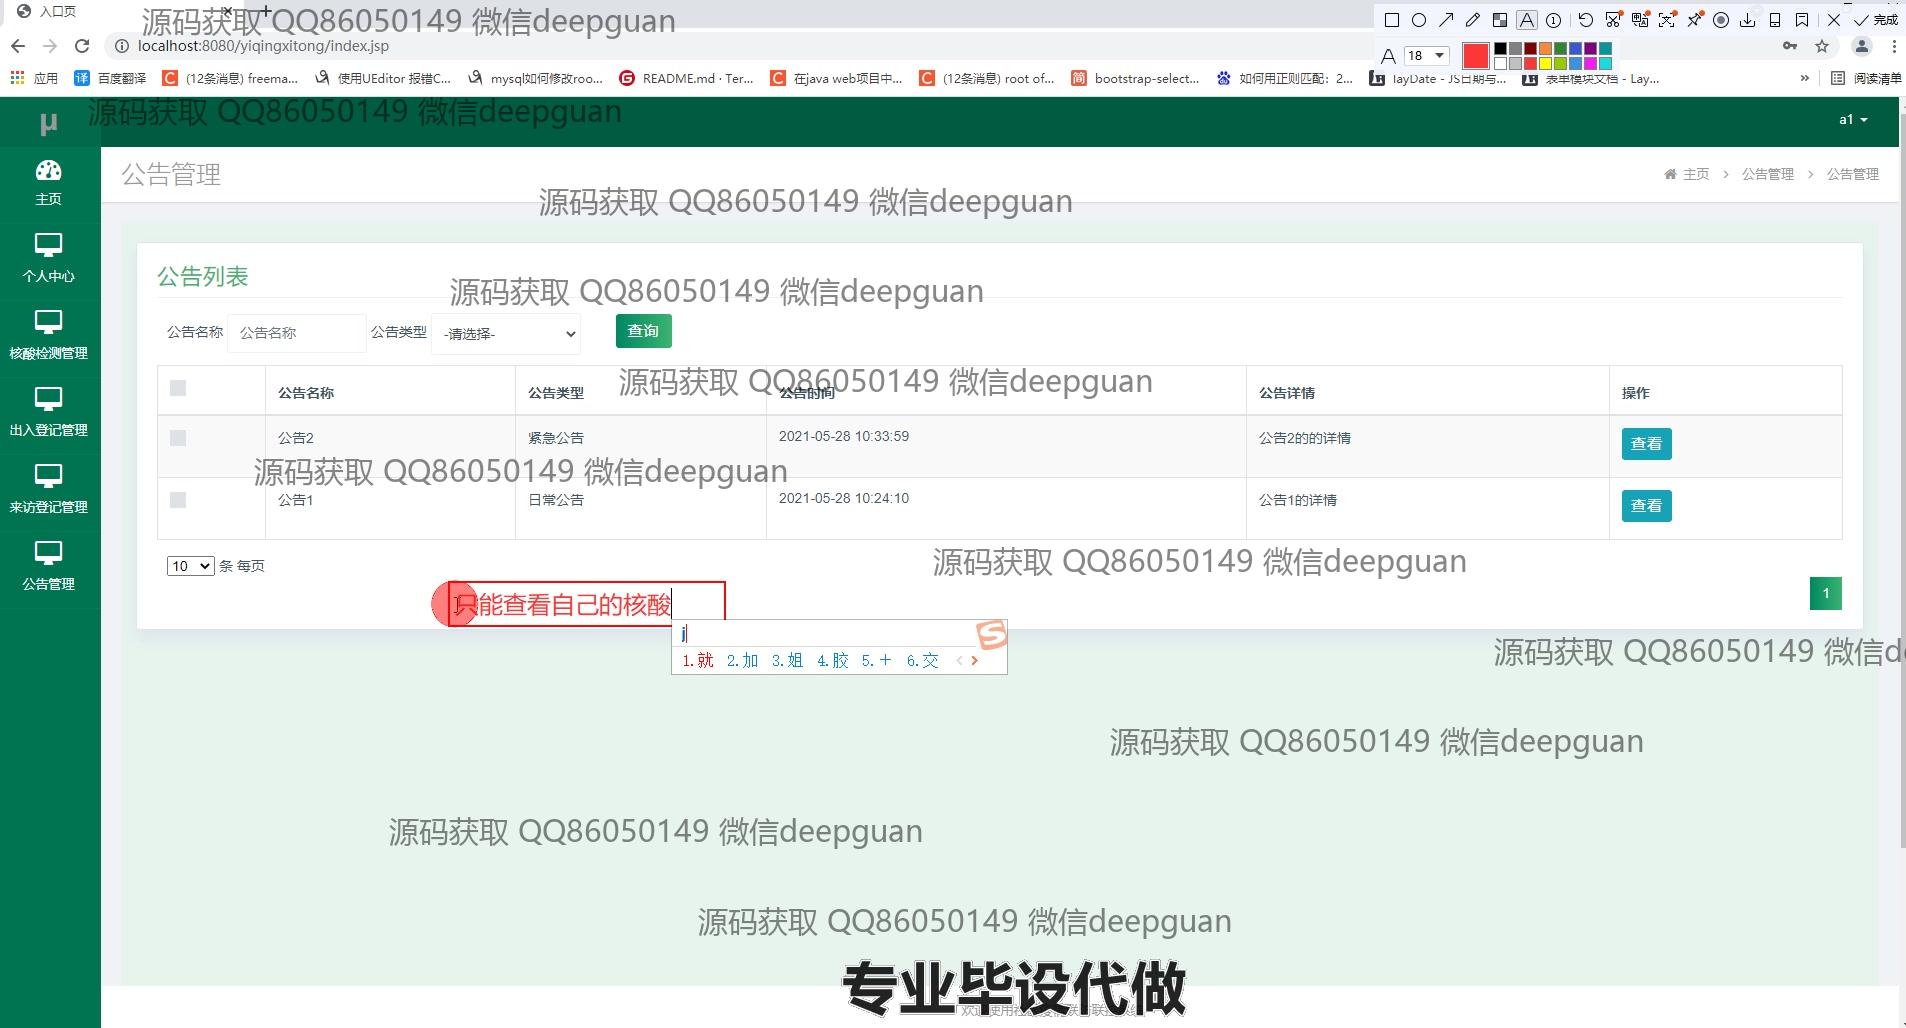 入口页
源码获取 QQ86050149 微信deepguan
完成
localhost:8080/yiqingxitong/index.jsp
A 18
应用 百度翻译 (12条消息) freema... 使用UEditor 报错C... mysql如何修改roo... README.md · Ter... 在java web项目中... (12条消息) root of... bootstrap-select... 如何用正则匹配：2... layDate - JS日期与... 表单模块文档 - Lay... » 阅读清单
源码获取 QQ86050149 微信deepguan
μ
a1
主页
公告管理
主页 > 公告管理 > 公告管理
源码获取 QQ86050149 微信deepguan
个人中心
公告列表
源码获取 QQ86050149 微信deepguan
核酸检测管理
公告名称 公告名称 公告类型 -请选择- 查询
源码获取 QQ86050149 微信deepguan
公告名称 公告类型 公告时间 公告详情 操作
出入登记管理
公告2 紧急公告 2021-05-28 10:33:59 公告2的的详情 查看
源码获取 QQ86050149 微信deepguan
来访登记管理
公告1 日常公告 2021-05-28 10:24:10 公告1的详情 查看
10 条 每页
源码获取 QQ86050149 微信deepguan
公告管理
1
只能查看自己的核酸
j
1.就 2.加 3.姐 4.胶 5.十 6.交
源码获取 QQ86050149 微信d
源码获取 QQ86050149 微信deepguan
源码获取 QQ86050149 微信deepguan
源码获取 QQ86050149 微信deepguan
专业毕设代做